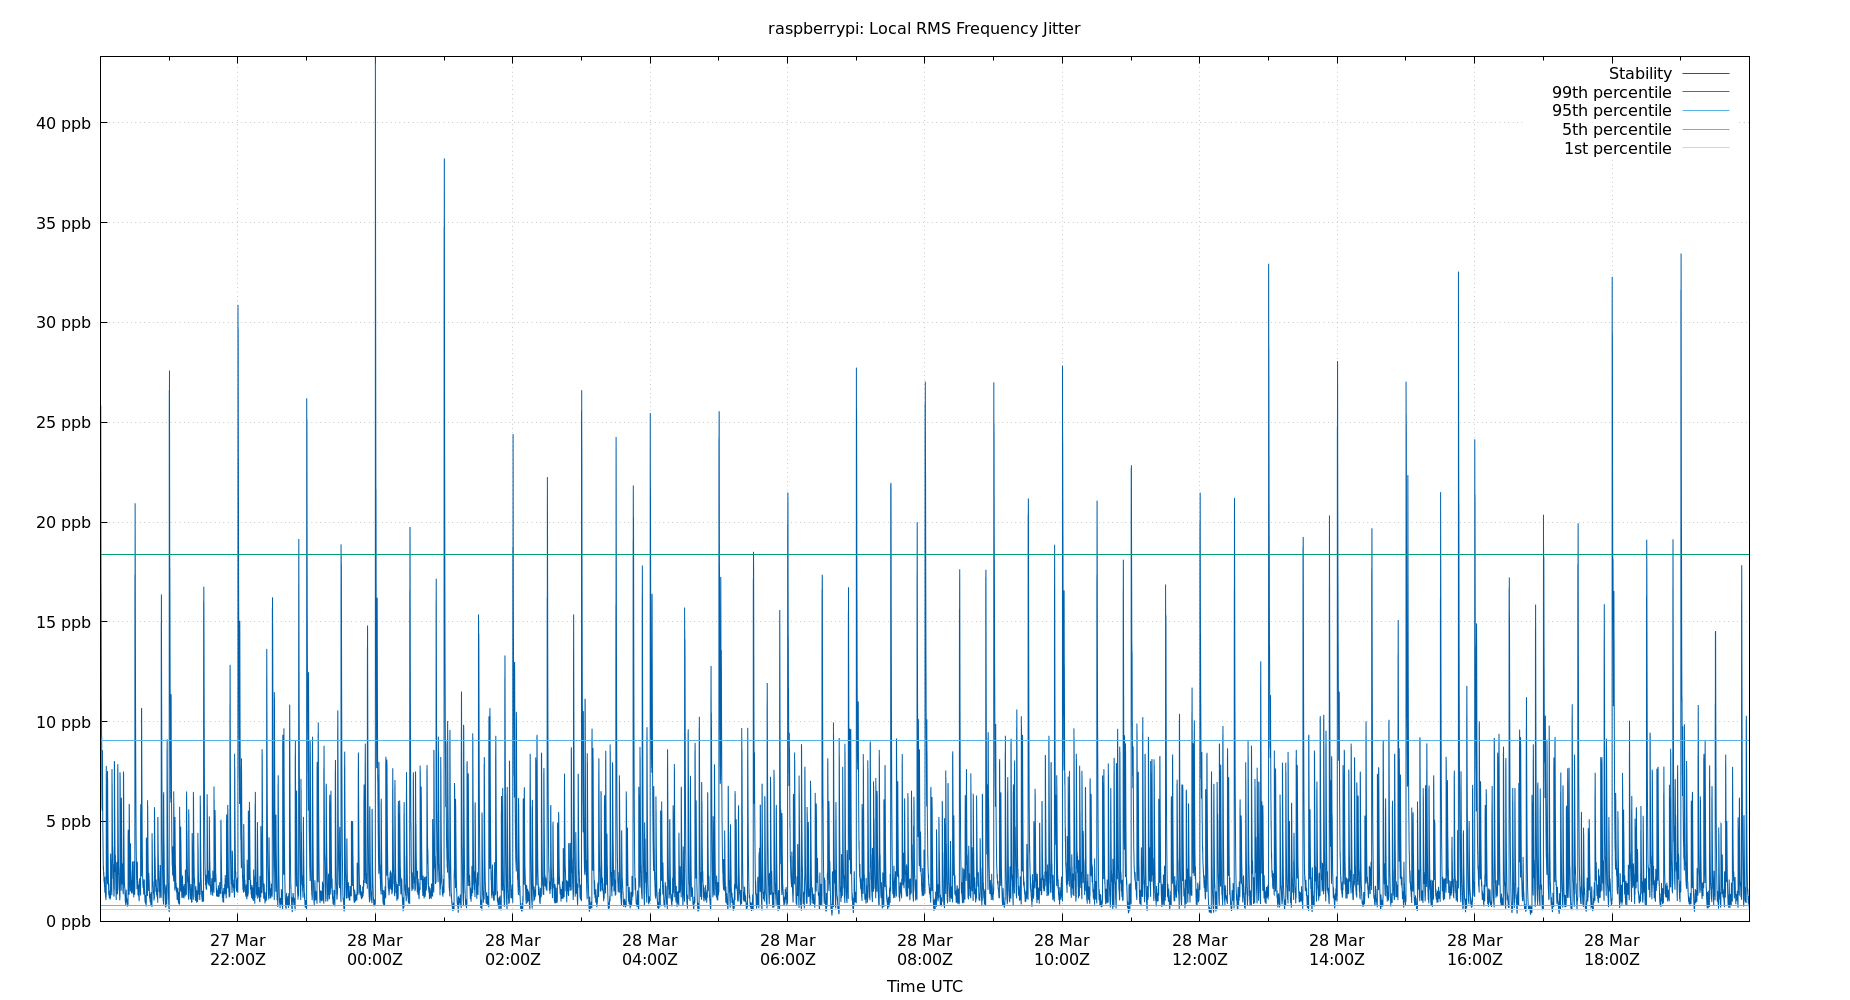 raspberrypi: Local RMS Frequency Jitter
Stability
99th percentile
95th percentile
5th percentile
1st percentile
40 ppb
35 ppb
30 ppb
25 ppb
20 ppb
15 ppb
10 ppb
5 ppb
0 ppb
27 Mar 28 Mar 28 Mar 28 Mar 28 Mar 28 Mar 28 Mar 28 Mar 28 Mar 28 Mar 28 Mar
22:00Z 00:00Z 02:00Z 04:00Z 06:00Z 08:00Z 10:00Z 12:00Z 14:00Z 16:00Z 18:00Z
Time UTC